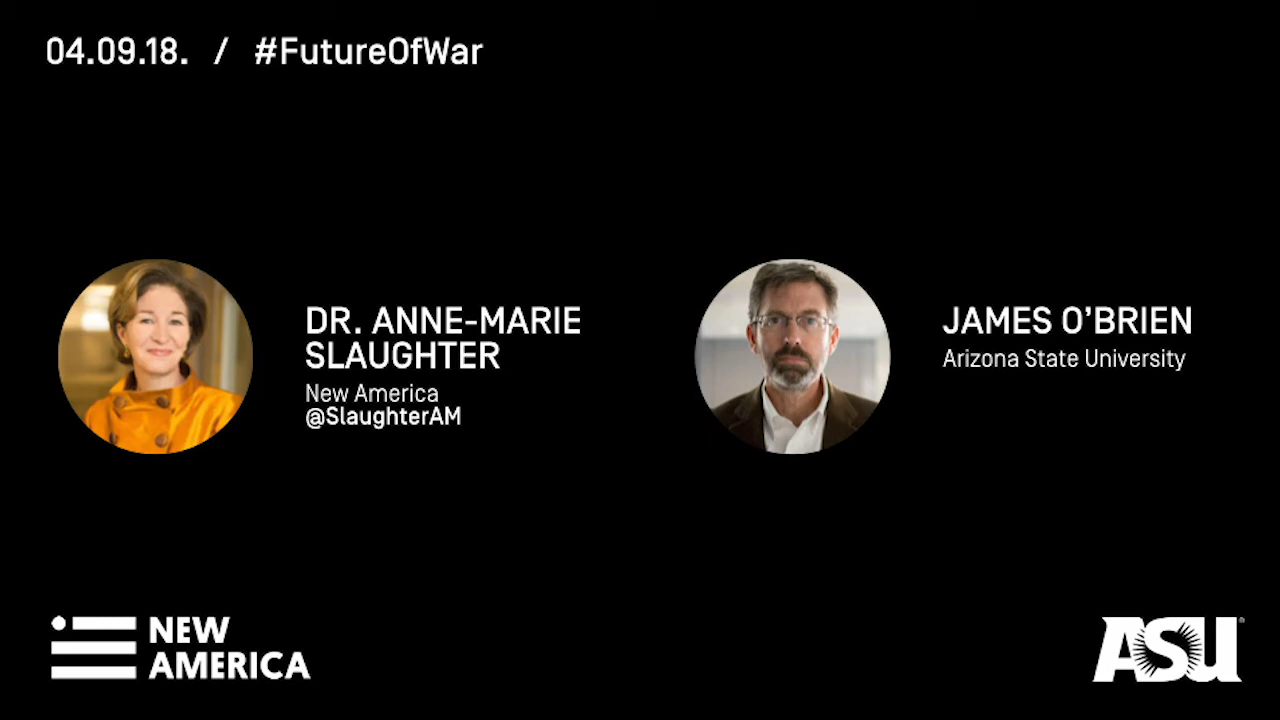 04.09.18. / #FutureOfWar
DR. ANNE-MARIE
SLAUGHTER
New America
@SlaughterAM
JAMES O’BRIEN
Arizona State University
NEW
AMERICA
ASU